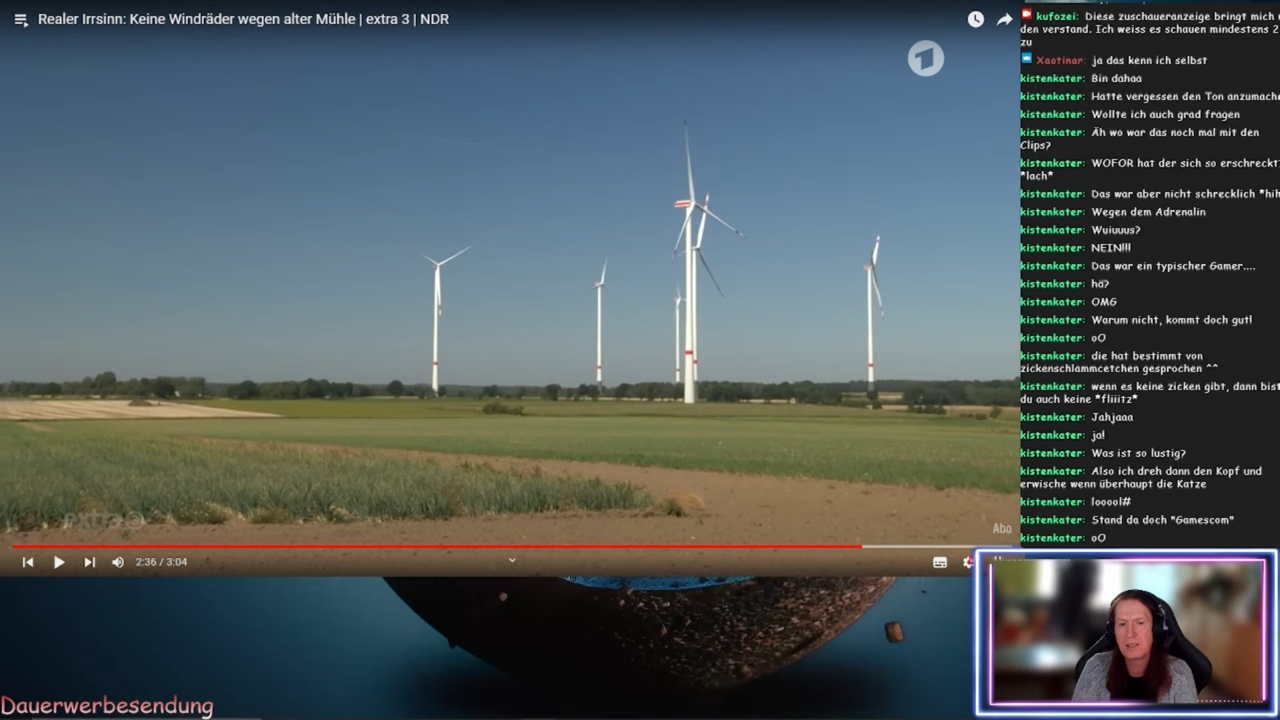 Realer Irrsinn: Keine Windräder wegen alter Mühle | extra 3 | NDR
kufozei: Diese zuschaueranzeige bringt mich
den verstand. Ich weiss es schauen mindestens 2
zu
Xaotinar: ja das kenn ich selbst
kistenkater: Bin dahaa
kistenkater: Hatte vergessen den Ton anzumache
kistenkater: Wollte ich auch grad fragen
kistenkater: Äh wo war das noch mal mit den
Clips?
kistenkater: WOFOR hat der sich so erschreckt
*lach*
kistenkater: Das war aber nicht schrecklich *hih
kistenkater: Wegen dem Adrenalin
kistenkater: Wuiuuus?
kistenkater: NEIN!!!
kistenkater: Das war ein typischer Gamer....
kistenkater: hä?
kistenkater: OMG
kistenkater: Warum nicht, kommt doch gut!
kistenkater: oO
kistenkater: die hat bestimmt von
zickenschlammcetchen gesprochen ^^
kistenkater: wenn es keine zicken gibt, dann bist
du auch keine *fliiitz*
kistenkater: Jahjaaa
kistenkater: ja!
kistenkater: Was ist so lustig?
kistenkater: Also ich dreh dann den Kopf und
erwische wenn überhaupt die Katze
kistenkater: looool#
kistenkater: Stand da doch "Gamescom"
kistenkater: oO
extra 3
Abo
2:36 / 3:04
Dauerwerbesendung